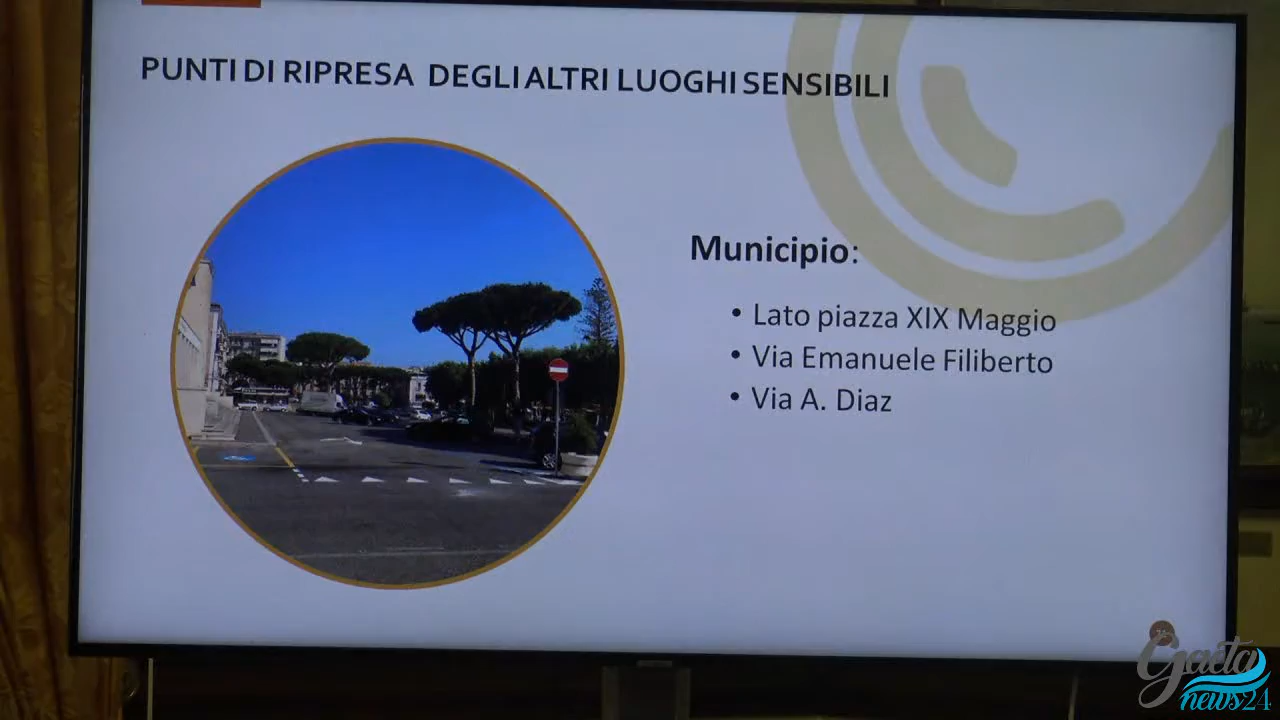 PUNTI DI RIPRESA DEGLI ALTRI LUOGHI SENSIBILI
Municipio:
• Lato piazza XIX Maggio
• Via Emanuele Filiberto
• Via A. Diaz
Gaeta
news24